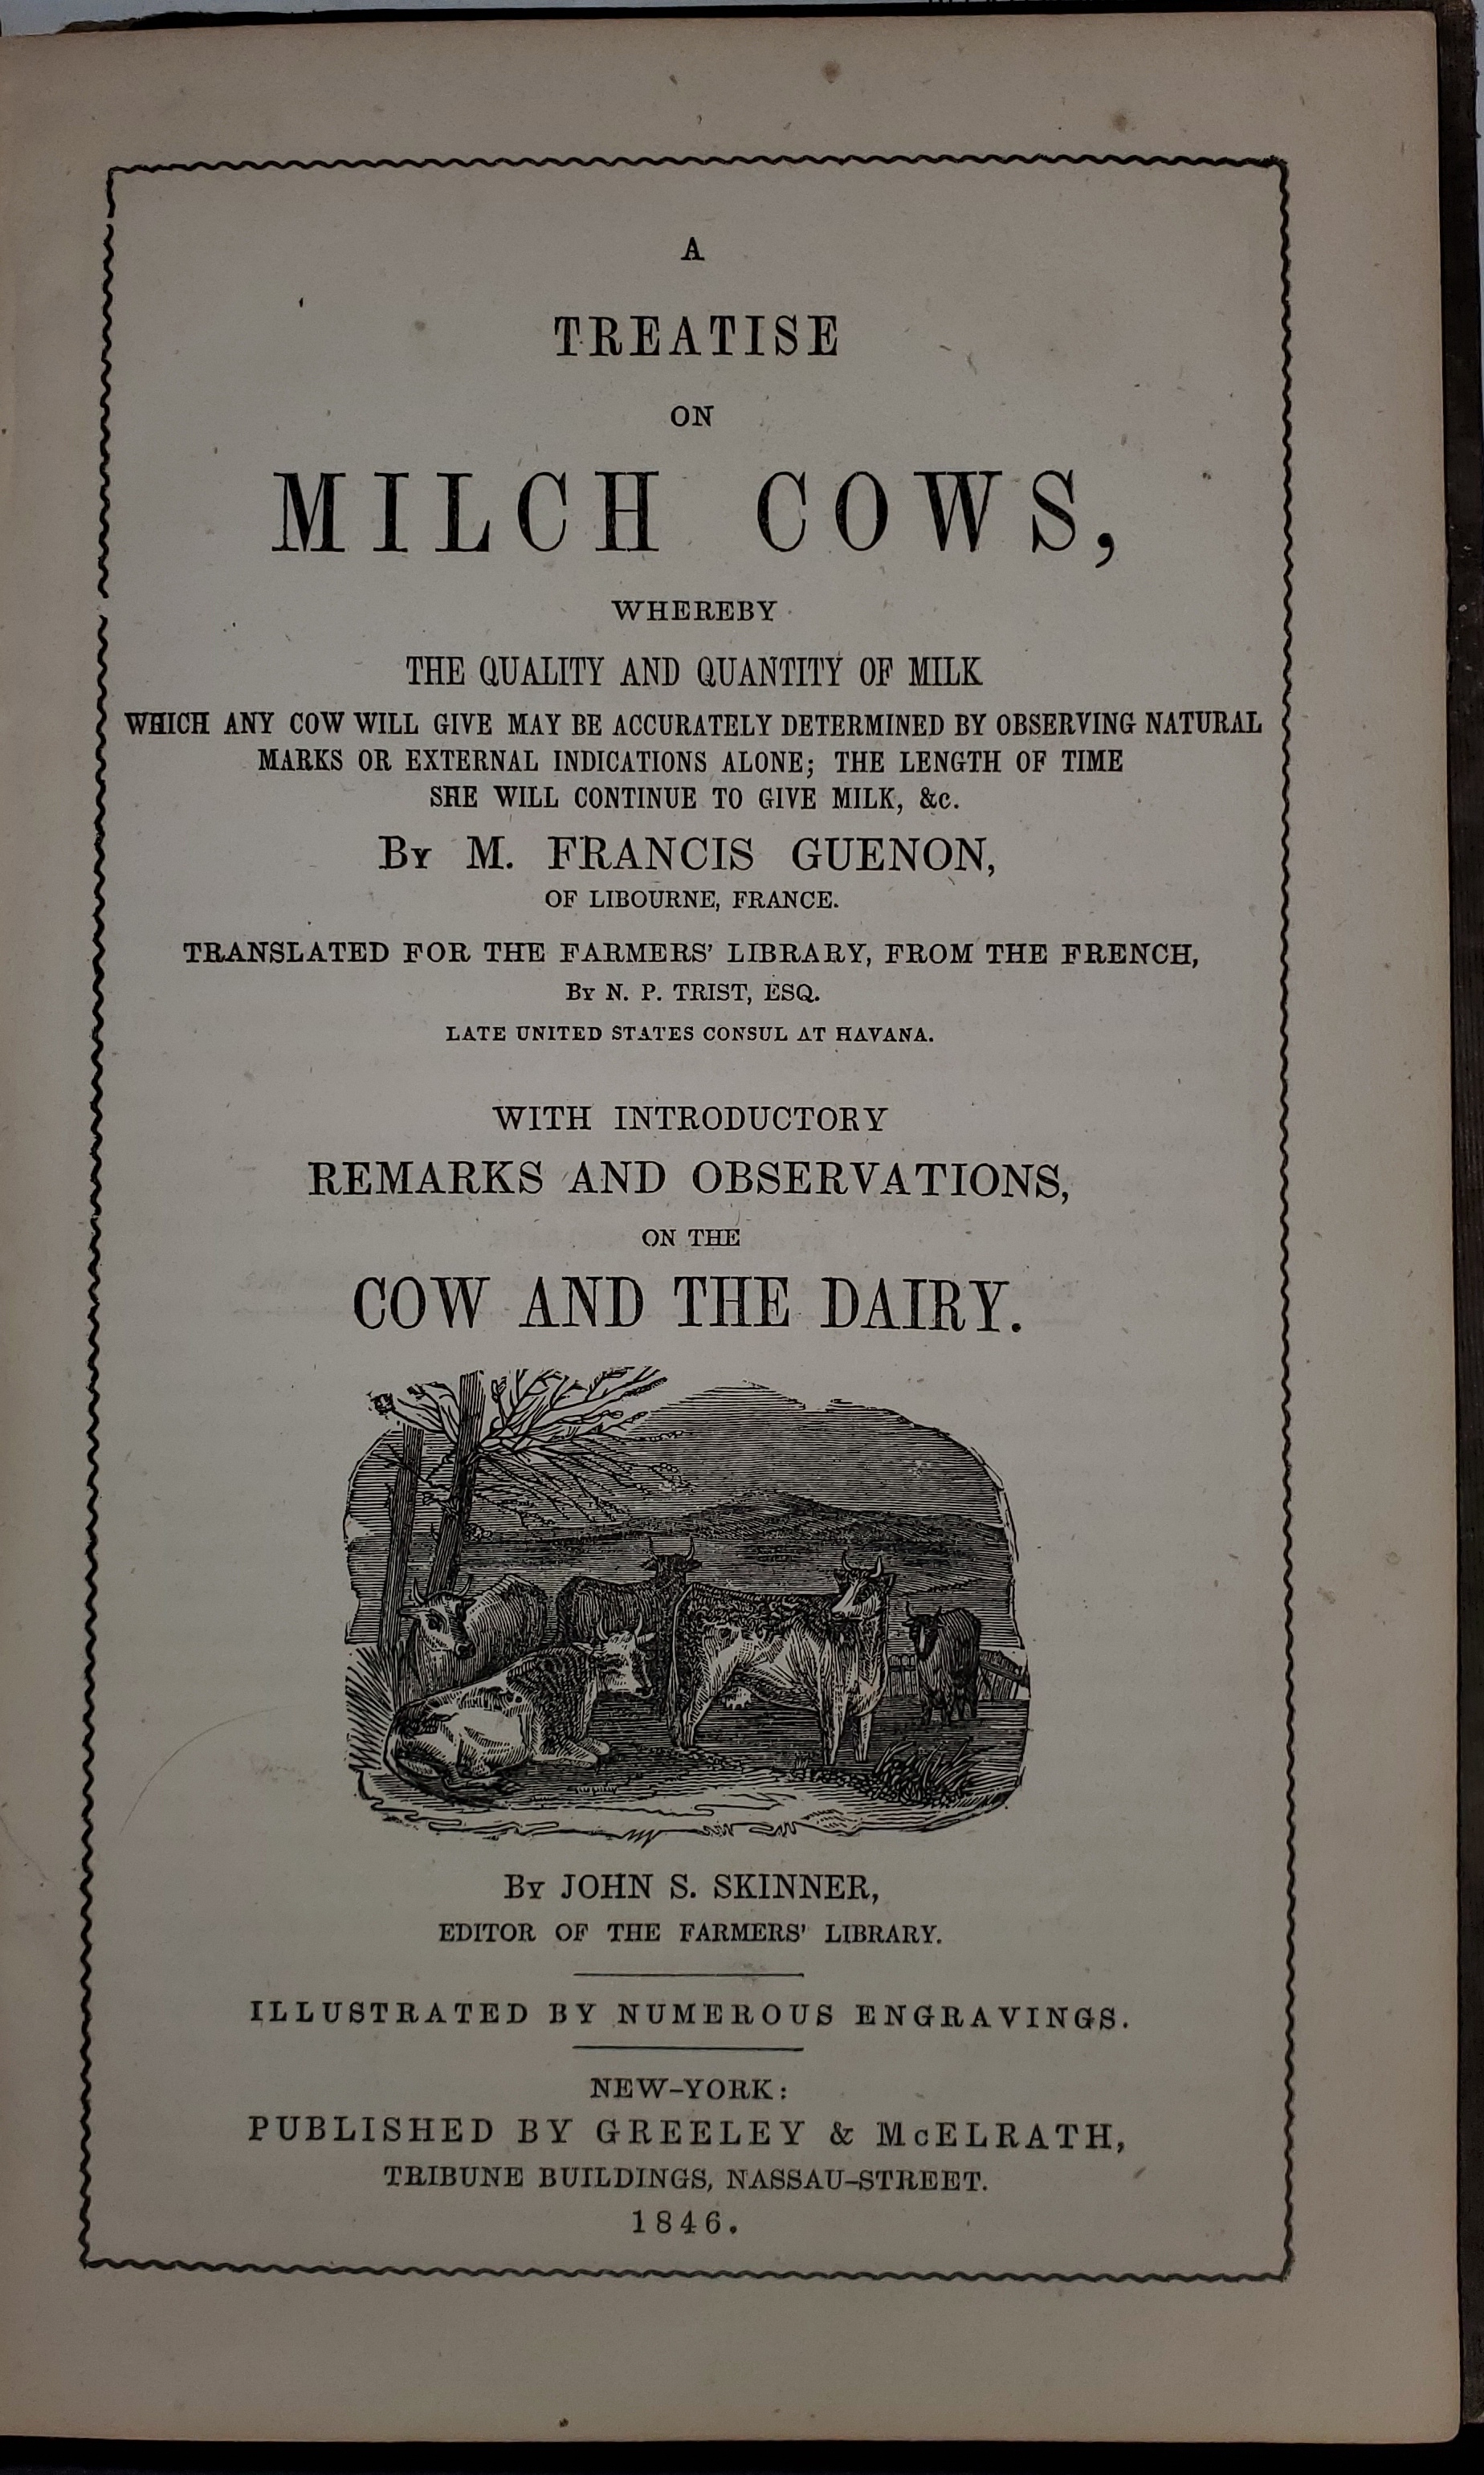 A
TREATISE
ON
MILCH COWS,
WHEREBY
THE QUALITY AND QUANTITY OF MILK
WHICH ANY COW WILL GIVE MAY BE ACCURATELY DETERMINED BY OBSERVING NATURAL
MARKS OR EXTERNAL INDICATIONS ALONE; THE LENGTH OF TIME
SHE WILL CONTINUE TO GIVE MILK, &c.
By M. FRANCIS GUENON,
OF LIBOURNE, FRANCE.
TRANSLATED FOR THE FARMERS' LIBRARY, FROM THE FRENCH,
By N. P. TRIST, ESQ.
LATE UNITED STATES CONSUL AT HAVANA.
WITH INTRODUCTORY
REMARKS AND OBSERVATIONS,
ON THE
COW AND THE DAIRY.
By JOHN S. SKINNER,
EDITOR OF THE FARMERS' LIBRARY.
ILLUSTRATED BY NUMEROUS ENGRAVINGS.
NEW-YORK:
PUBLISHED BY GREELEY & McELRATH,
TRIBUNE BUILDINGS, NASSAU-STREET.
1846.